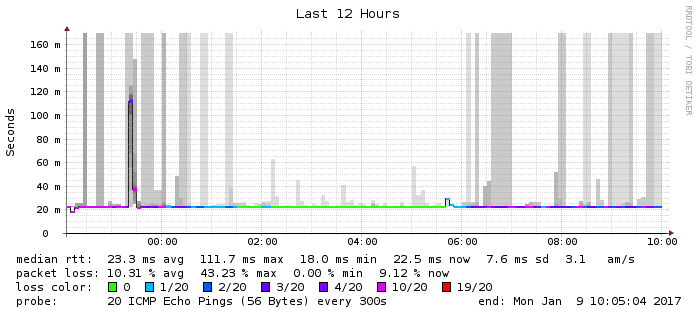 Last 12 Hours
RRDTOOL / TOBI OETIKER
Seconds
160 m
140 m
120 m
100 m
80 m
60 m
40 m
20 m
0
00:00 02:00 04:00 06:00 08:00 10:00
median rtt: 23.3 ms avg 111.7 ms max 18.0 ms min 22.5 ms now 7.6 ms sd 3.1 am/s
packet loss: 10.31 % avg 43.23 % max 0.00 % min 9.12 % now
loss color: 0 1/20 2/20 3/20 4/20 10/20 19/20
probe: 20 ICMP Echo Pings (56 Bytes) every 300s end: Mon Jan 9 10:05:04 2017